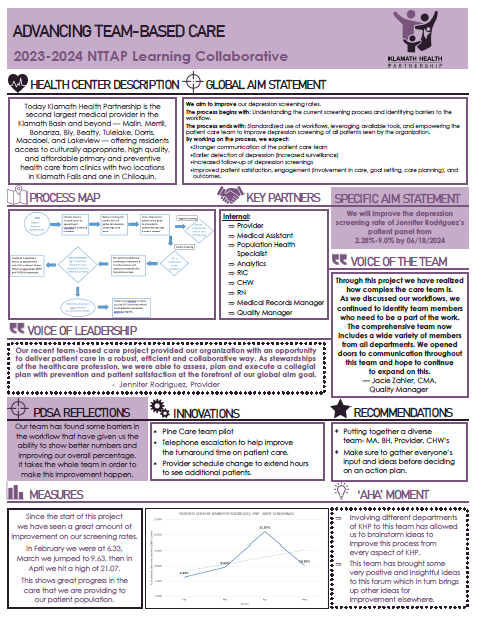 ADVANCING TEAM-BASED CARE
2023-2024 NTTAP Learning Collaborative
KLAMATH HEALTH
PARTNERSHIP
HEALTH CENTER DESCRIPTION
Today Klamath Health Partnership is the
second largest medical provider in the
Klamath Basin and beyond — Malin, Merrill,
Bonanza, Bly, Beatty, Tulelake, Dorris,
Macdoel, and Lakeview — offering residents
access to culturally appropriate, high quality,
and affordable primary and preventive
health care from clinics with two locations
in Klamath Falls and one in Chiloquin.
GLOBAL AIM STATEMENT
We aim to improve our depression screening rates.
The process begins with: Understanding the current screening process and identifying barriers to the
workflow.
The process ends with: Standardized use of workflow, leveraging available tools, and empowering the
patient care team to improve depression screening of all patients seen by the organization.
By working on the process, we expect:
•Stronger communication of the patient care team
•Earlier detection of depression (increased surveillance)
•Increased follow-up of depression screenings
•Improved patient satisfaction, engagement (involvement in care, goal setting, care planning), and
outcomes.
PROCESS MAP
KEY PARTNERS
Internal:
⇒ Provider
⇒ Medical Assistant
⇒ Population Health
Specialist
⇒ Analytics
⇒ RIC
⇒ CHW
⇒ RN
⇒ Medical Records Manager
⇒ Quality Manager
SPECIFIC AIM STATEMENT
We will improve the depression
screening rate of Jennifer Rodriguez's
patient panel from
2.28%-9.0% by 06/18/2024
VOICE OF THE TEAM
Through this project we have realized
how complex the care team is.
As we discussed our workflows, we
continued to identify team members
who need to be a part of the work.
The comprehensive team now
includes a wide variety of members
from all departments. We opened
doors to communication throughout
this team and hope to continue
to expand on this.
— Jacie Zahler, CMA,
Quality Manager
VOICE OF LEADERSHIP
Our recent team-based care project provided our organization with an opportunity
to deliver patient care in a robust, efficient and collaborative way. As stewardships
of the healthcare profession, we were able to assess, plan and execute a collegial
plan with prevention and patient satisfaction at the forefront of our global aim goal.
- Jennifer Rodriguez, Provider
PDSA REFLECTIONS
Our team has found some barriers in
the workflow that have given us the
ability to show better numbers and
improving our overall percentage.
It takes the whole team in order to
make this improvement happen.
INNOVATIONS
• Pine Care team pilot
• Telephone escalation to help improve
the turnaround time on patient care.
• Provider schedule change to extend hours
to see additional patients.
RECOMMENDATIONS
• Putting together a diverse
team- MA, BH, Provider, CHW's
• Make sure to gather everyone's
input and ideas before deciding
on an action plan.
MEASURES
Since the start of this project
we have seen a great amount of
improvement on our screening rates.
In February we were at 6.33,
March we jumped to 9.63, then in
April we hit a high of 21.07.
This shows great progress in
the care that we are providing to
our patient population.
'AHA' MOMENT
⇒ Involving different departments
of KHP to this team has allowed
us to brainstorm ideas to
improve this process from
every aspect of KHP.
⇒ This team has brought some
very positive and insightful ideas
to this forum which in turn brings
up other ideas for
improvement elsewhere.